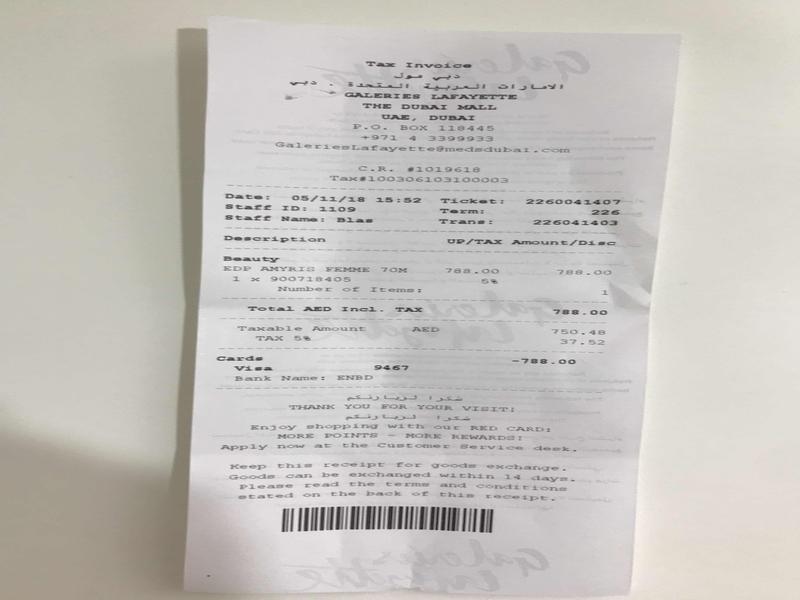 Tax Invoice
دبي مول
الامارات العربية المتحدة . دبي
GALERIES LAFAYETTE
THE DUBAI MALL
UAE, DUBAI
P.O. BOX 118445
+971 4 3399933
GaleriesLafayette@medsdubai.com
C.R. #1019618
Tax#100306103100003
Date: 05/11/18 15:52 Ticket: 2260041407
Staff ID: 1109 Term: 226
Staff Name: Blas Trans: 226041403
Description UP/TAX Amount/Disc
Beauty
EDP AMYRIS FEMME 70M 788.00 788.00
1 x 900718405 5%
Number of Items: 1
Total AED Incl. TAX 788.00
Taxable Amount AED 750.48
TAX 5% 37.52
Cards -788.00
Visa 9467
Bank Name: ENBD
شكرا لزيارتكم
THANK YOU FOR YOUR VISIT!
شكرا لزيارتكم
Enjoy shopping with our RED CARD:
MORE POINTS - MORE REWARDS!
Apply now at the Customer Service desk.
Keep this receipt for goods exchange.
Goods can be exchanged within 14 days.
Please read the terms and conditions
stated on the back of this receipt.